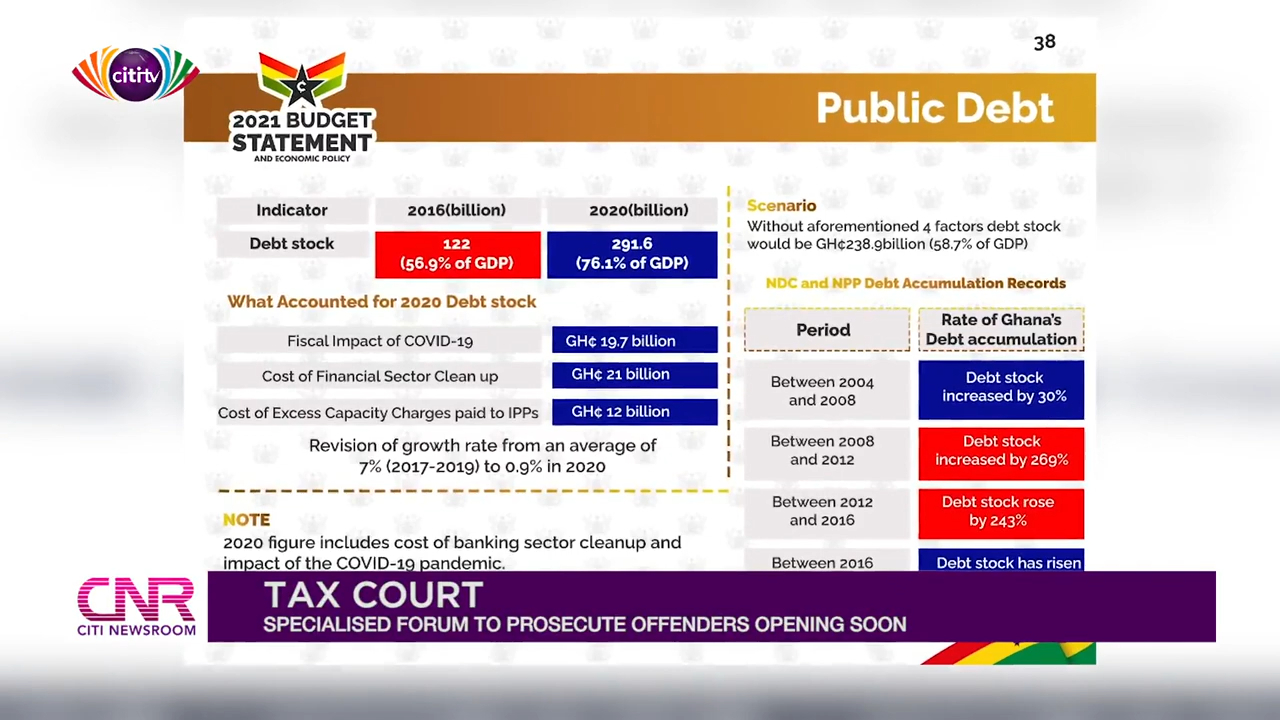 38
citi tv
2021 BUDGET
STATEMENT
AND ECONOMIC POLICY
Public Debt
Indicator
2016(billion)
2020(billion)
Debt stock
122
(56.9% of GDP)
291.6
(76.1% of GDP)
What Accounted for 2020 Debt stock
Fiscal Impact of COVID-19
GH¢ 19.7 billion
Cost of Financial Sector Clean up
GH¢ 21 billion
Cost of Excess Capacity Charges paid to IPPs
GH¢ 12 billion
Revision of growth rate from an average of
7% (2017-2019) to 0.9% in 2020
NOTE
2020 figure includes cost of banking sector cleanup and
impact of the COVID-19 pandemic.
Scenario
Without aforementioned 4 factors debt stock
would be GH¢238.9billion (58.7% of GDP)
NDC and NPP Debt Accumulation Records
Period
Rate of Ghana's
Debt accumulation
Between 2004
and 2008
Debt stock
increased by 30%
Between 2008
and 2012
Debt stock
increased by 269%
Between 2012
and 2016
Debt stock rose
by 243%
Between 2016
Debt stock has risen
CNR
CITI NEWSROOM
TAX COURT
SPECIALISED FORUM TO PROSECUTE OFFENDERS OPENING SOON